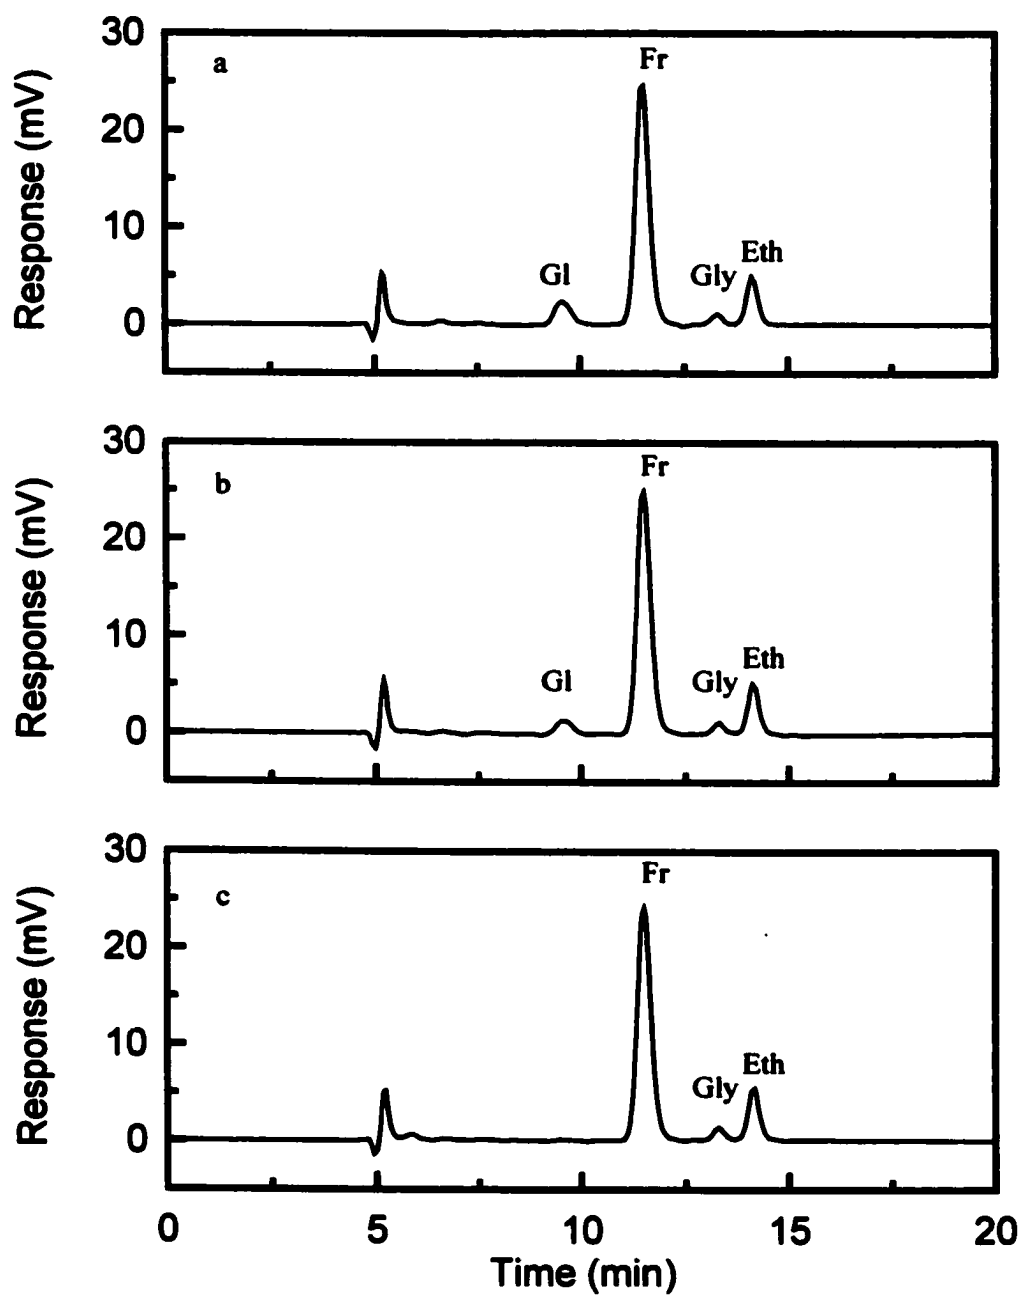 30
a
Fr
Response (mV)
20
10
Gl
Gly
Eth
0
30
b
Fr
Response (mV)
20
10
Gl
Gly
Eth
0
30
c
Fr
Response (mV)
20
10
Gly
Eth
0
0 5 10 15 20
Time (min)